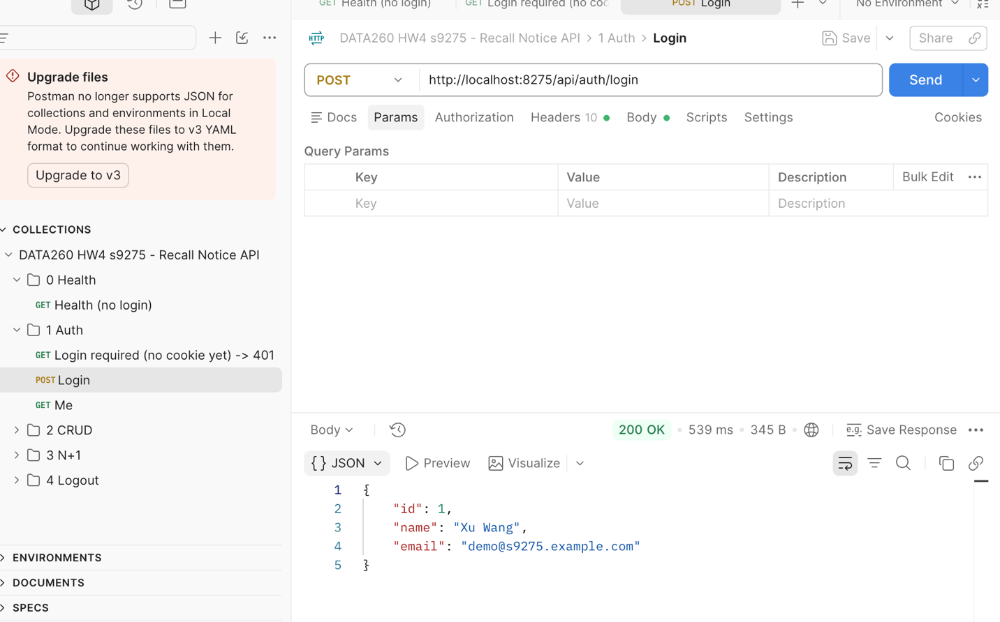 GET Health (no login)
GET Login required (no coo
POST Login
No Environment
HTTP DATA260 HW4 s9275 - Recall Notice API > 1 Auth > Login
Save
Share
Upgrade files
Postman no longer supports JSON for
collections and environments in Local
Mode. Upgrade these files to v3 YAML
format to continue working with them.
Upgrade to v3
POST
http://localhost:8275/api/auth/login
Send
Docs Params Authorization Headers 10 Body Scripts Settings Cookies
Query Params
Key Value Description Bulk Edit
Key Value Description
COLLECTIONS
DATA260 HW4 s9275 - Recall Notice API
0 Health
GET Health (no login)
1 Auth
GET Login required (no cookie yet) -> 401
POST Login
GET Me
2 CRUD
3 N+1
4 Logout
ENVIRONMENTS
DOCUMENTS
SPECS
Body 200 OK • 539 ms • 345 B • e.g. Save Response
{} JSON Preview Visualize
1 {
2 "id": 1,
3 "name": "Xu Wang",
4 "email": "demo@s9275.example.com"
5 }